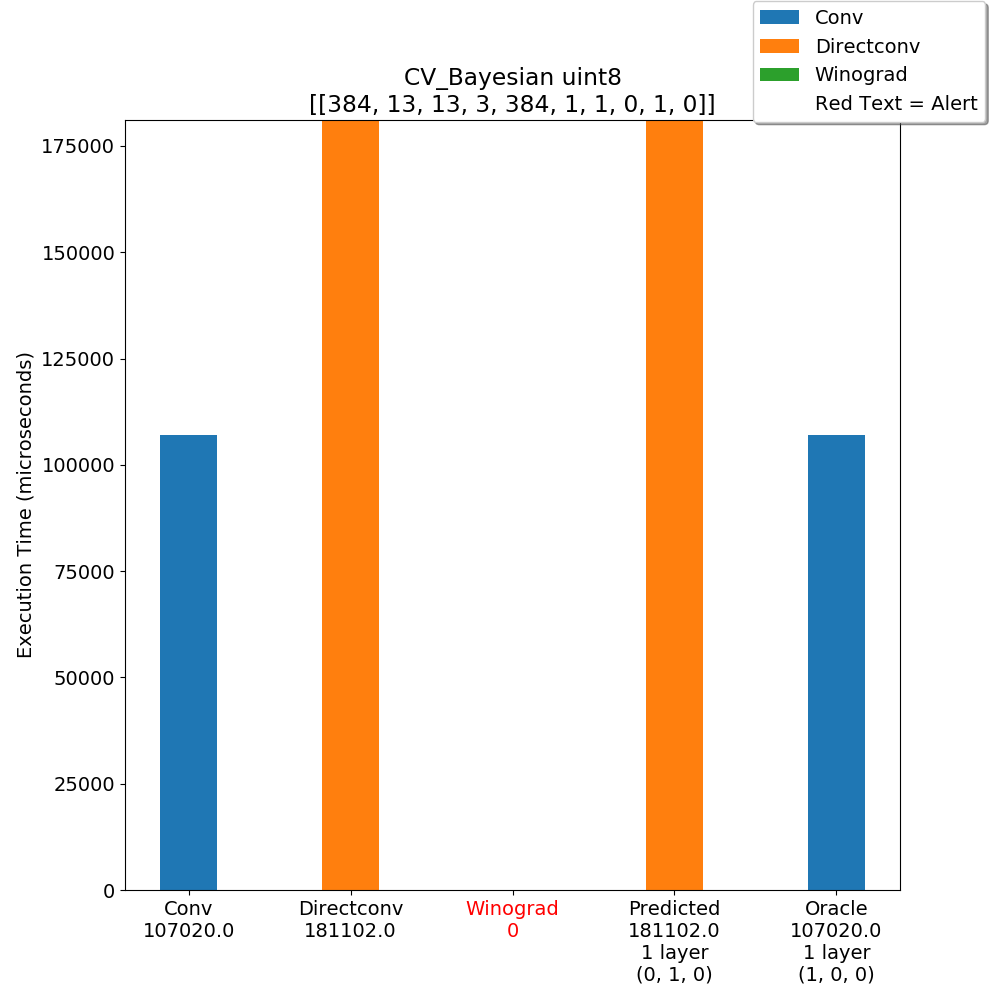 Conv
Directconv
Winograd
Red Text = Alert
CV_Bayesian uint8
[[384, 13, 13, 3, 384, 1, 1, 0, 1, 0]]
Execution Time (microseconds)
175000
150000
125000
100000
75000
50000
25000
0
Conv
107020.0
Directconv
181102.0
Winograd
0
Predicted
181102.0
1 layer
(0, 1, 0)
Oracle
107020.0
1 layer
(1, 0, 0)